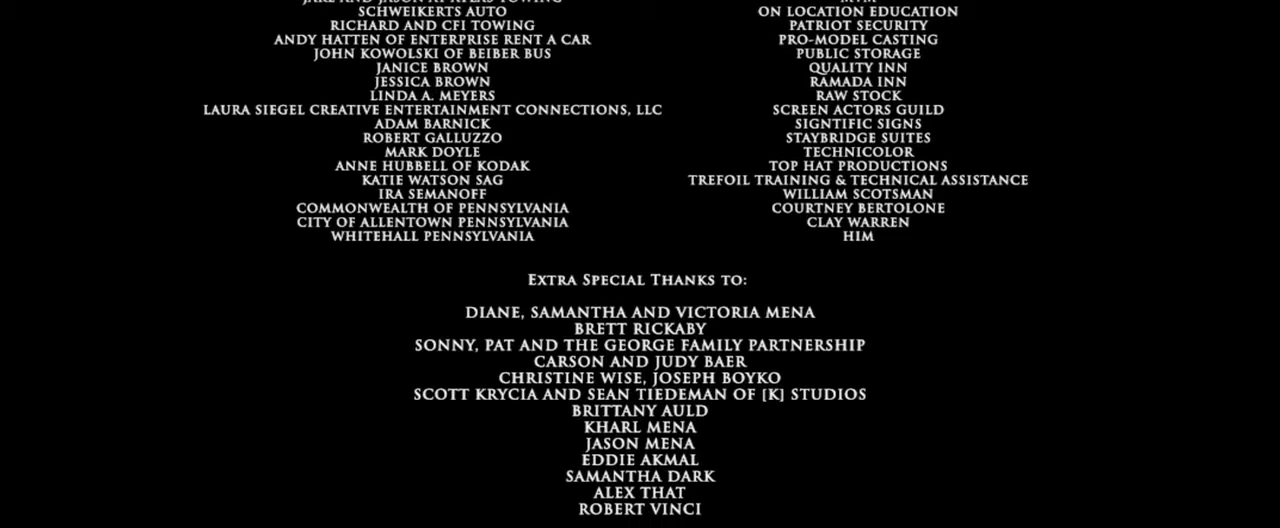 SCHWEIKERTS AUTO
RICHARD AND CFI TOWING
ANDY HATTEN OF ENTERPRISE RENT A CAR
JOHN KOWOLSKI OF BEIBER BUS
JANICE BROWN
JESSICA BROWN
LINDA A. MEYERS
LAURA SIEGEL CREATIVE ENTERTAINMENT CONNECTIONS, LLC
ADAM BARNICK
ROBERT GALLUZZO
MARK DOYLE
ANNE HUBBELL OF KODAK
KATIE WATSON SAG
IRA SEMANOFF
COMMONWEALTH OF PENNSYLVANIA
CITY OF ALLENTOWN PENNSYLVANIA
WHITEHALL PENNSYLVANIA
ON LOCATION EDUCATION
PATRIOT SECURITY
PRO-MODEL CASTING
PUBLIC STORAGE
QUALITY INN
RAMADA INN
RAW STOCK
SCREEN ACTORS GUILD
SIGNTIFIC SIGNS
STAYBRIDGE SUITES
TECHNICOLOR
TOP HAT PRODUCTIONS
TREFOIL TRAINING & TECHNICAL ASSISTANCE
WILLIAM SCOTSMAN
COURTNEY BERTOLONE
CLAY WARREN
HIM
EXTRA SPECIAL THANKS TO:
DIANE, SAMANTHA AND VICTORIA MENA
BRETT RICKABY
SONNY, PAT AND THE GEORGE FAMILY PARTNERSHIP
CARSON AND JUDY BAER
CHRISTINE WISE, JOSEPH BOYKO
SCOTT KRYCIA AND SEAN TIEDEMAN OF [K] STUDIOS
BRITTANY AULD
KHARL MENA
JASON MENA
EDDIE AKMAL
SAMANTHA DARK
ALEX THAT
ROBERT VINCI